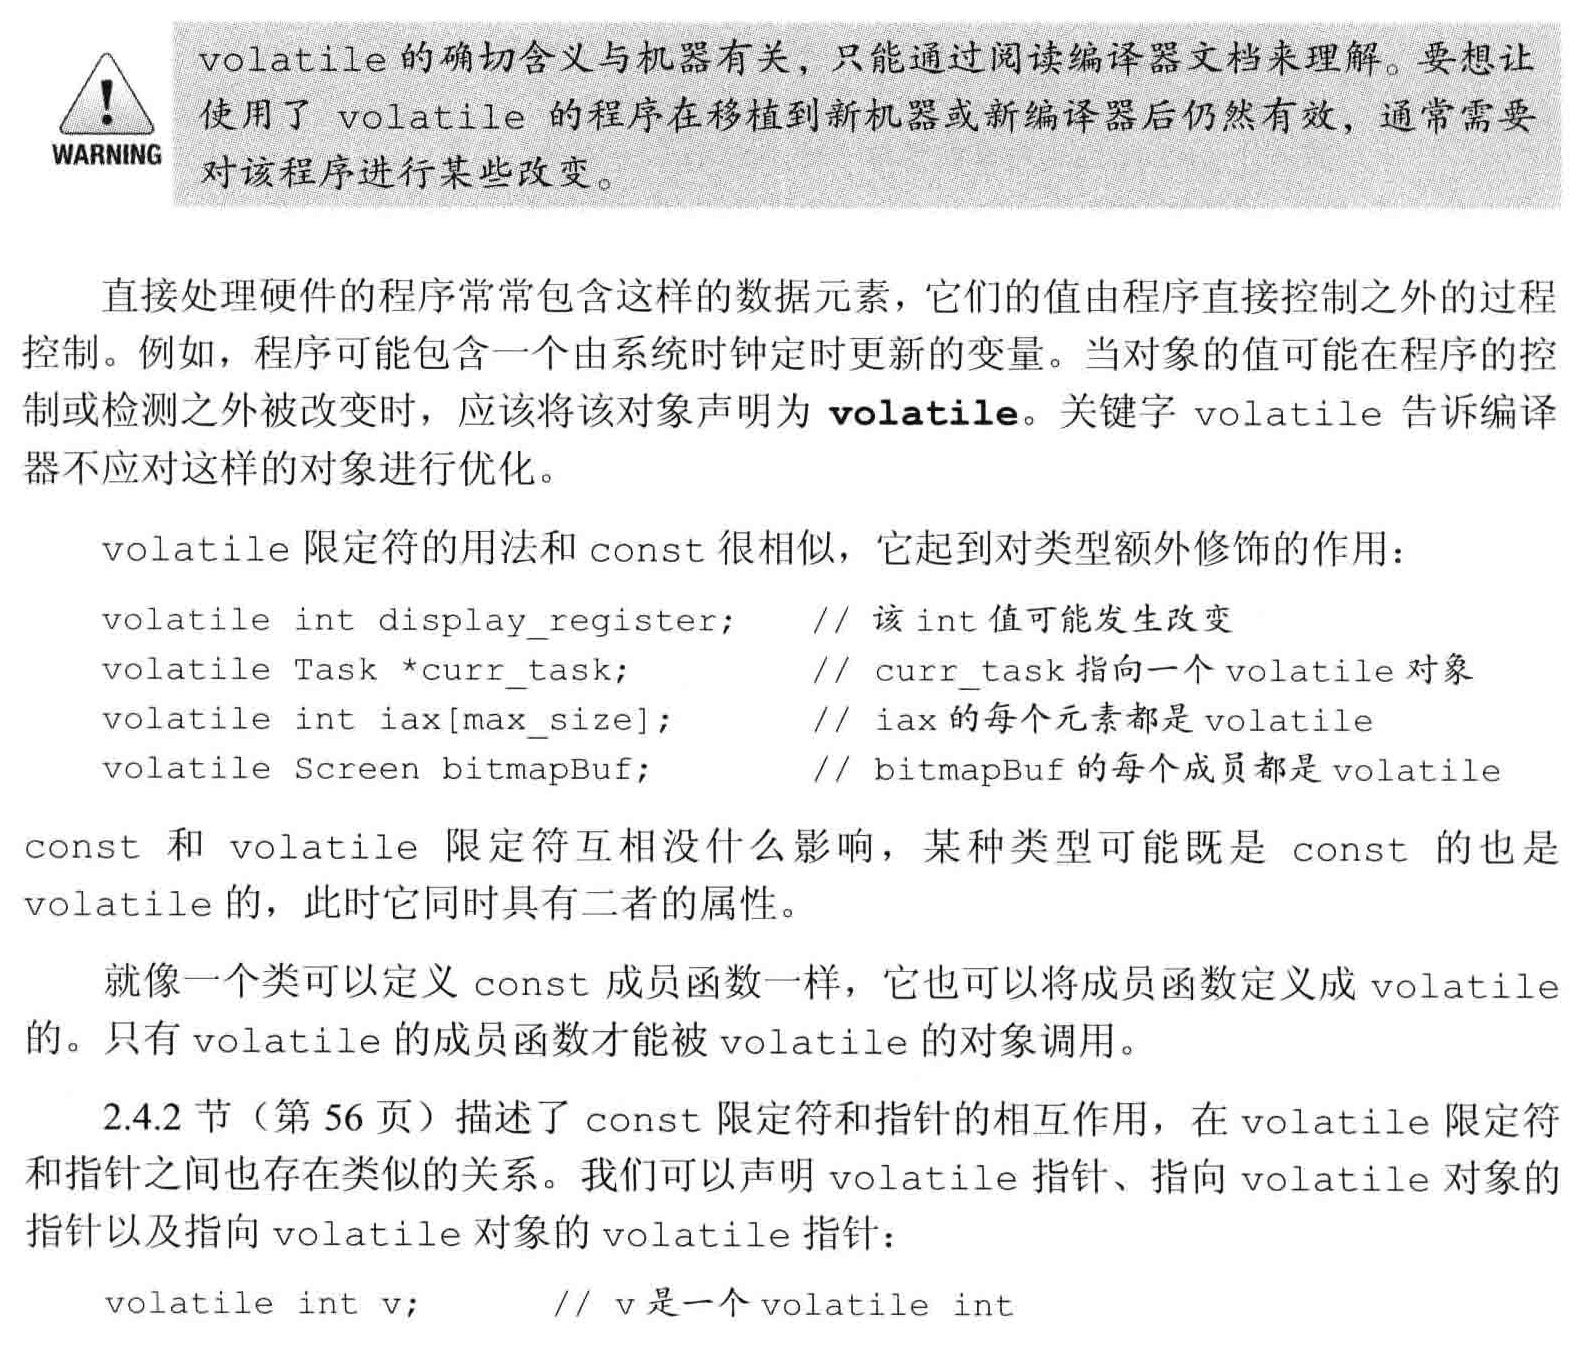 volatile 的确切含义与机器有关，只能通过阅读编译器文档来理解。要想让
使用了 volatile 的程序在移植到新机器或新编译器后仍然有效，通常需要
对该程序进行某些改变。
WARNING
直接处理硬件的程序常常包含这样的数据元素，它们的值由程序直接控制之外的过程
控制。例如，程序可能包含一个由系统时钟定时更新的变量。当对象的值可能在程序的控
制或检测之外被改变时，应该将该对象声明为 volatile。关键字 volatile 告诉编译
器不应对这样的对象进行优化。
volatile 限定符的用法和 const 很相似，它起到对类型额外修饰的作用：
volatile int display_register; // 该 int 值可能发生改变
volatile Task *curr_task; // curr_task 指向一个 volatile 对象
volatile int iax[max_size]; // iax 的每个元素都是 volatile
volatile Screen bitmapBuf; // bitmapBuf 的每个成员都是 volatile
const 和 volatile 限定符互相没什么影响，某种类型可能既是 const 的也是
volatile 的，此时它同时具有二者的属性。
就像一个类可以定义 const 成员函数一样，它也可以将成员函数定义成 volatile
的。只有 volatile 的成员函数才能被 volatile 的对象调用。
2.4.2 节（第 56 页）描述了 const 限定符和指针的相互作用，在 volatile 限定符
和指针之间也存在类似的关系。我们可以声明 volatile 指针、指向 volatile 对象的
指针以及指向 volatile 对象的 volatile 指针：
volatile int v; // v 是一个 volatile int